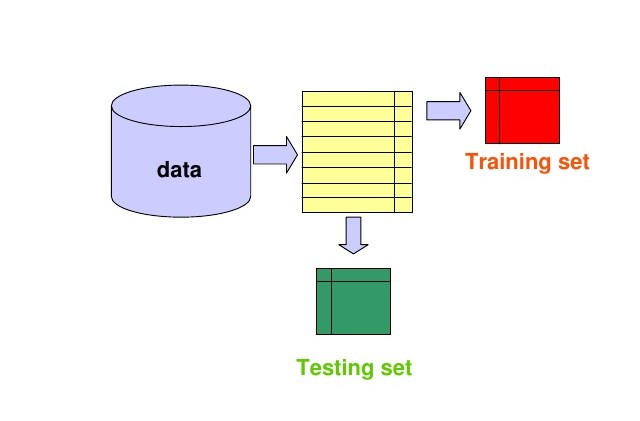 data
Training set
Testing set